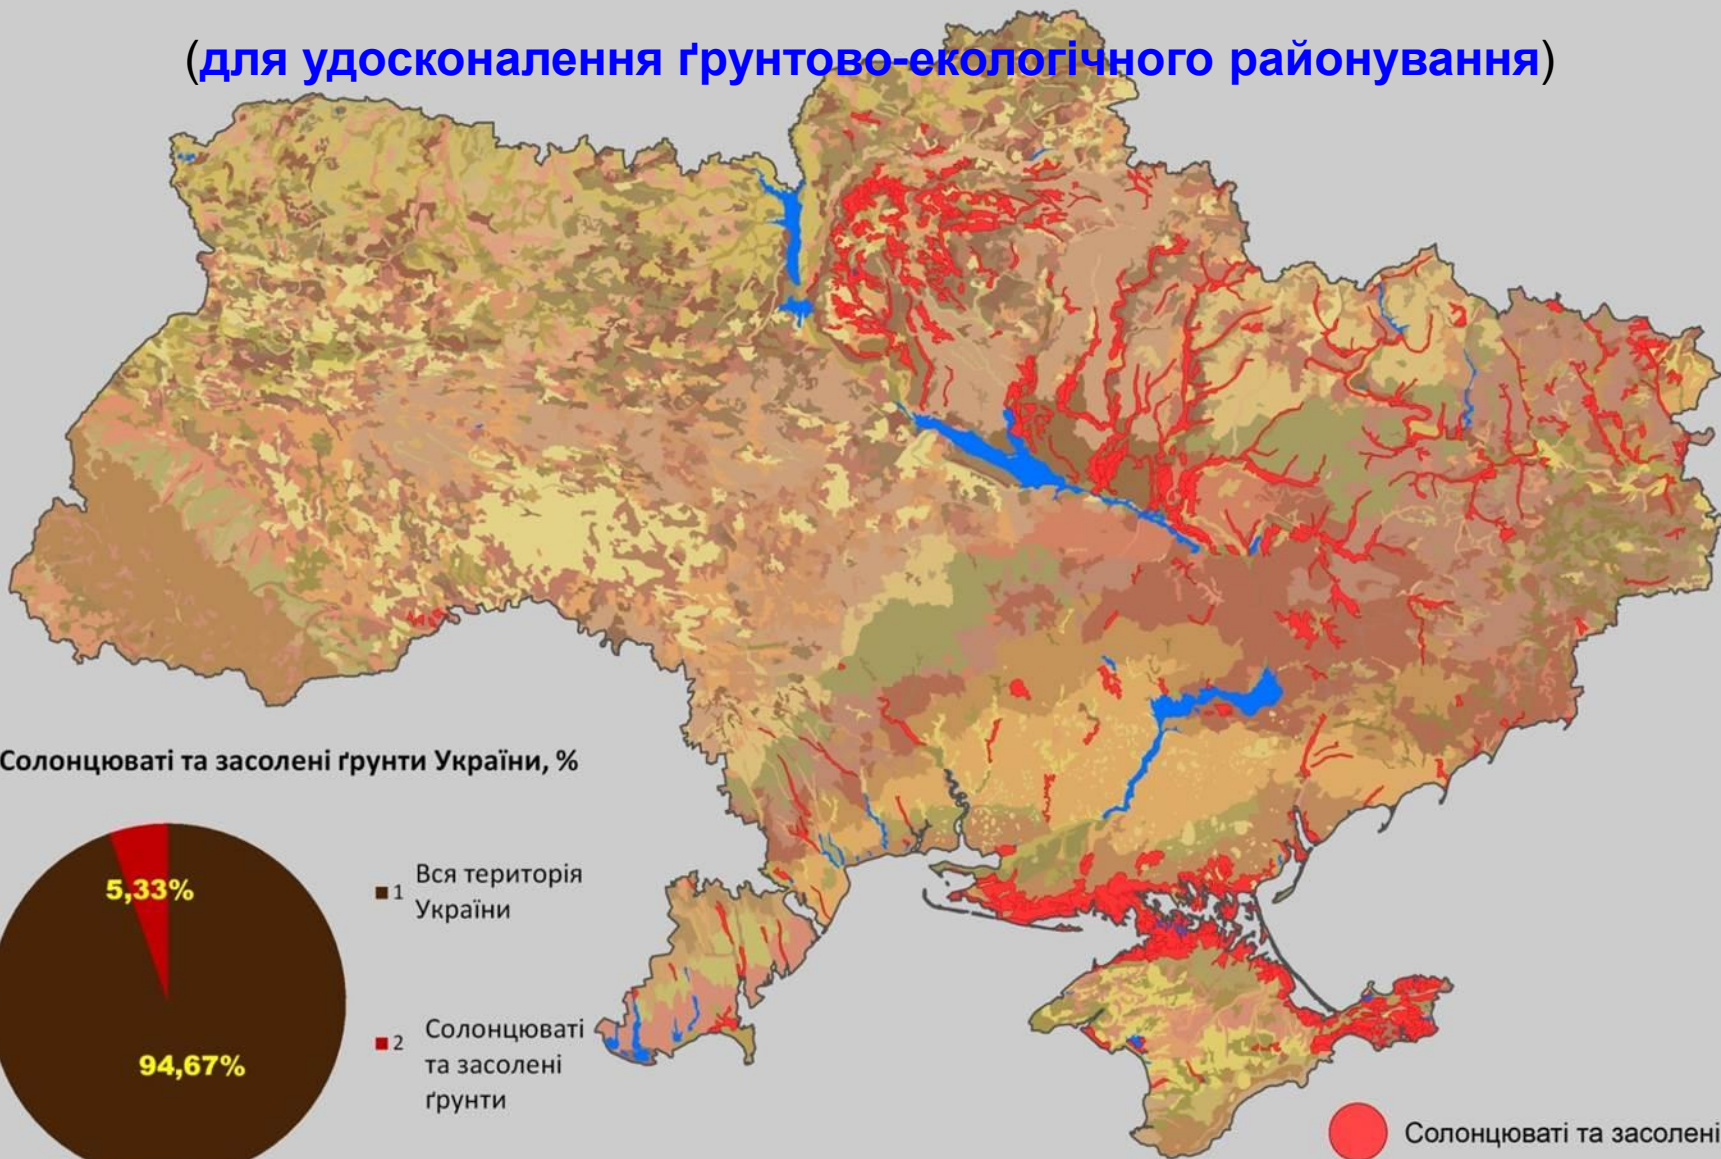 (для удосконалення ґрунтово-екологічного районування)
Солонцюваті та засолені ґрунти України, %
5,33%
94,67%
1 Вся територія
України
2 Солонцюваті
та засолені
ґрунти
Солонцюваті та засолені